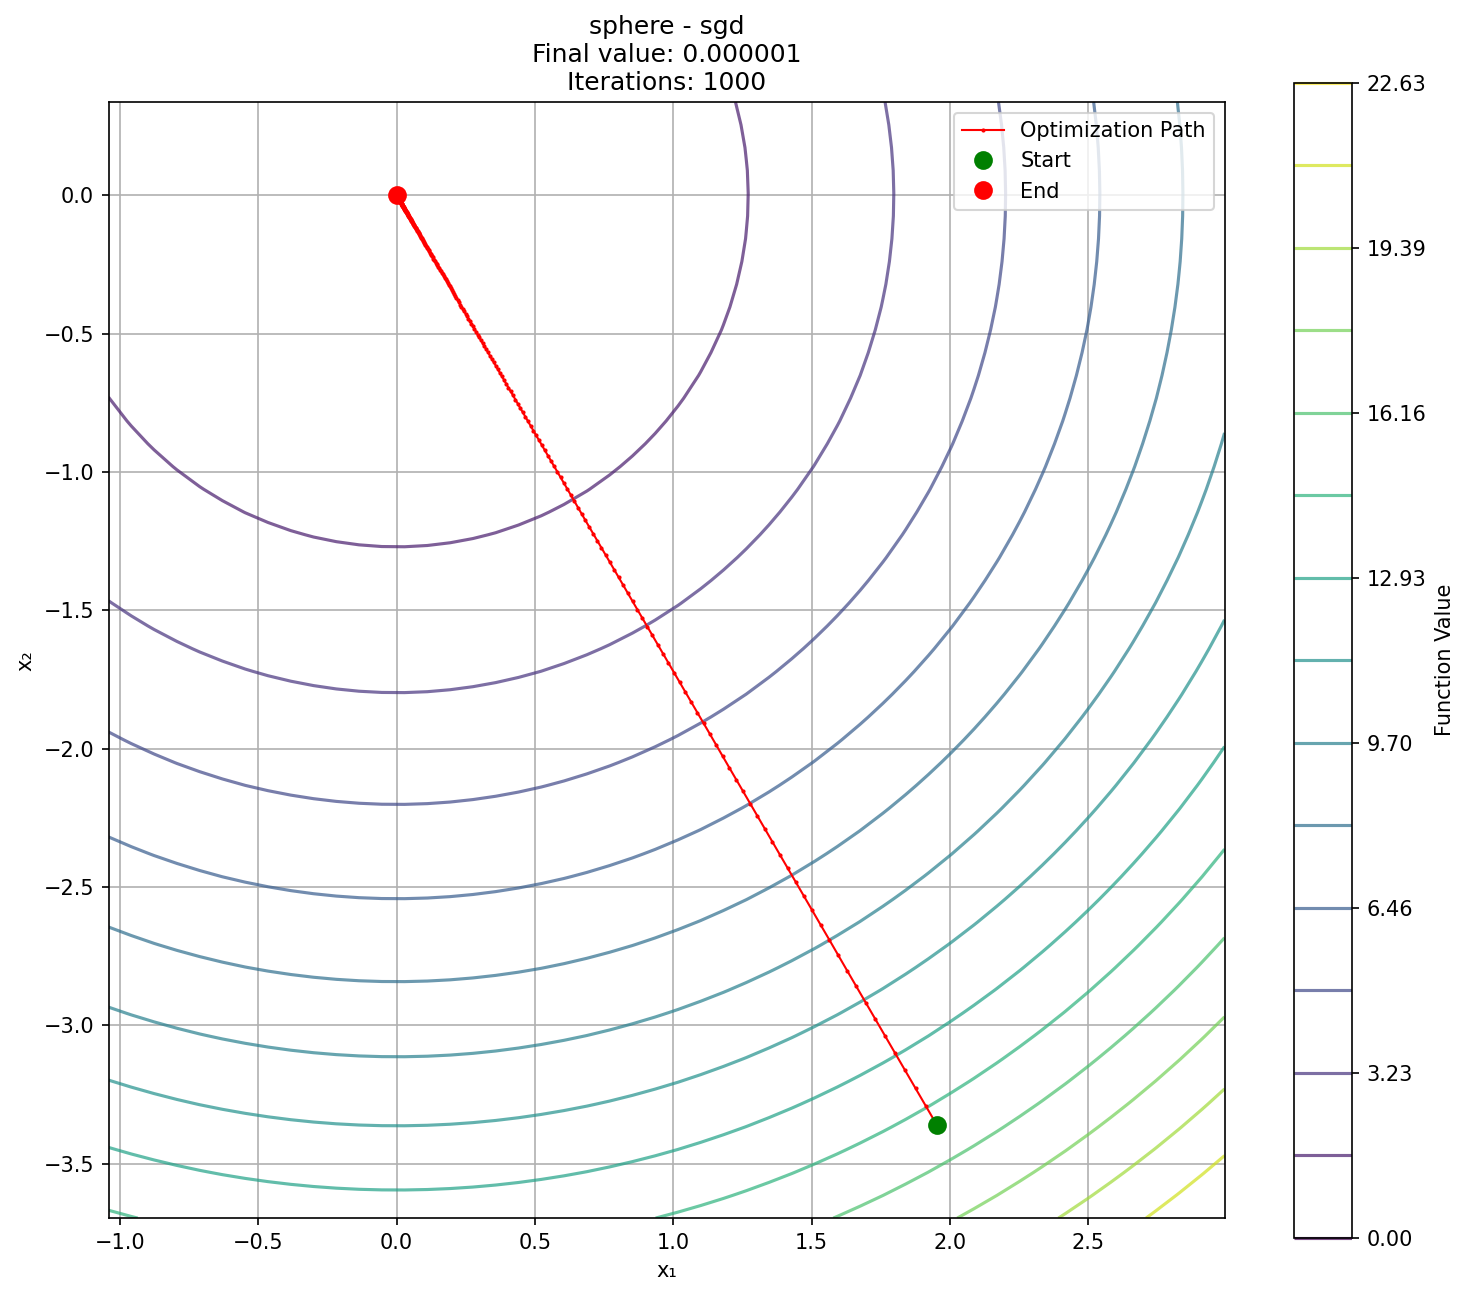 sphere - sgd
Final value: 0.000001
Iterations: 1000
Optimization Path
Start
End
0.0
−0.5
−1.0
−1.5
−2.0
−2.5
−3.0
−3.5
x₂
−1.0
−0.5
0.0
0.5
1.0
1.5
2.0
2.5
x₁
22.63
19.39
16.16
12.93
9.70
6.46
3.23
0.00
Function Value